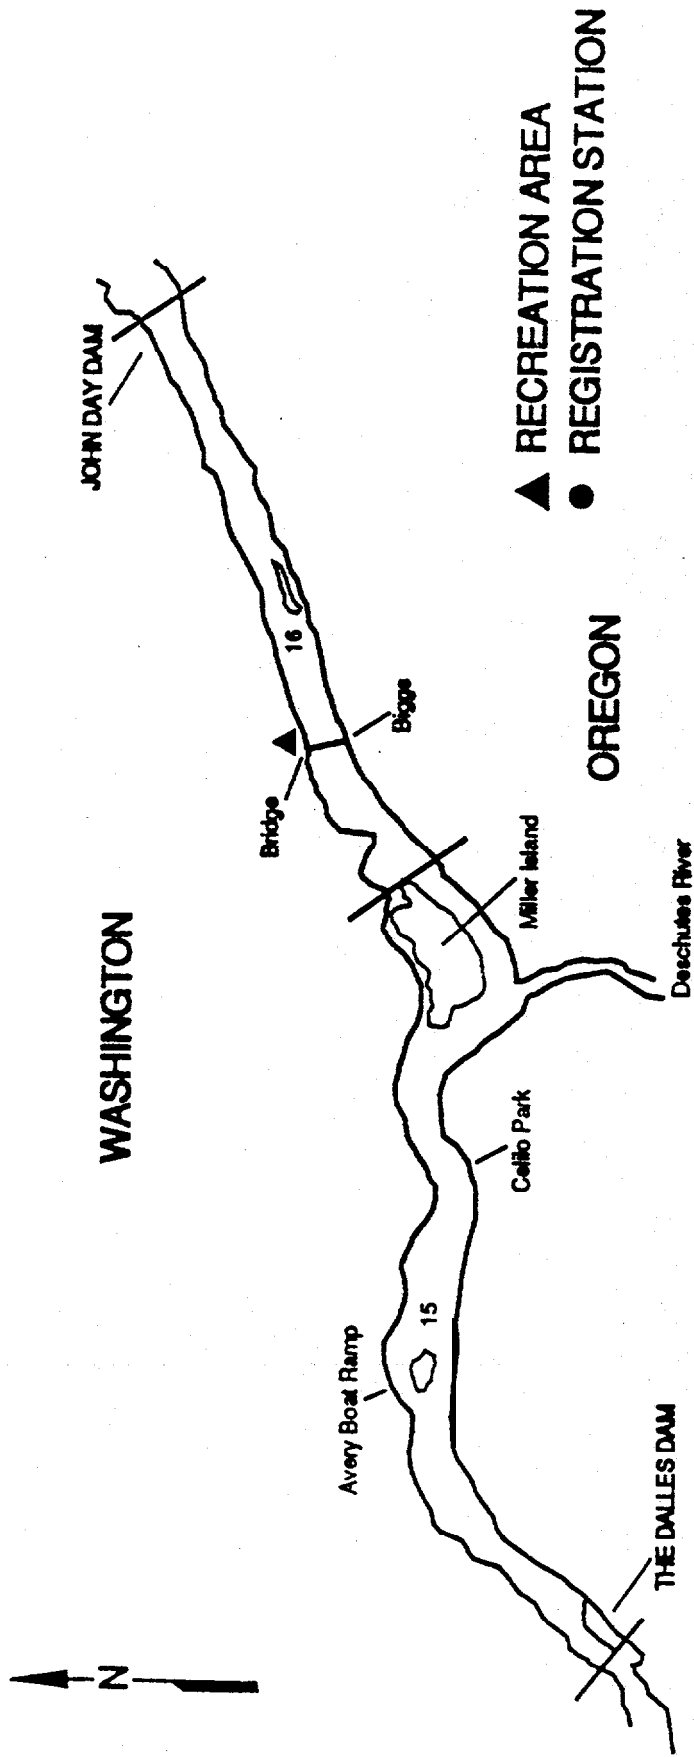 JOHN DAY DAM
WASHINGTON
Bridge
16
Biggs
Avery Boat Ramp
15
Miller Island
Celilo Park
OREGON
Deschutes River
THE DALLES DAM
N
▲ RECREATION AREA
● REGISTRATION STATION